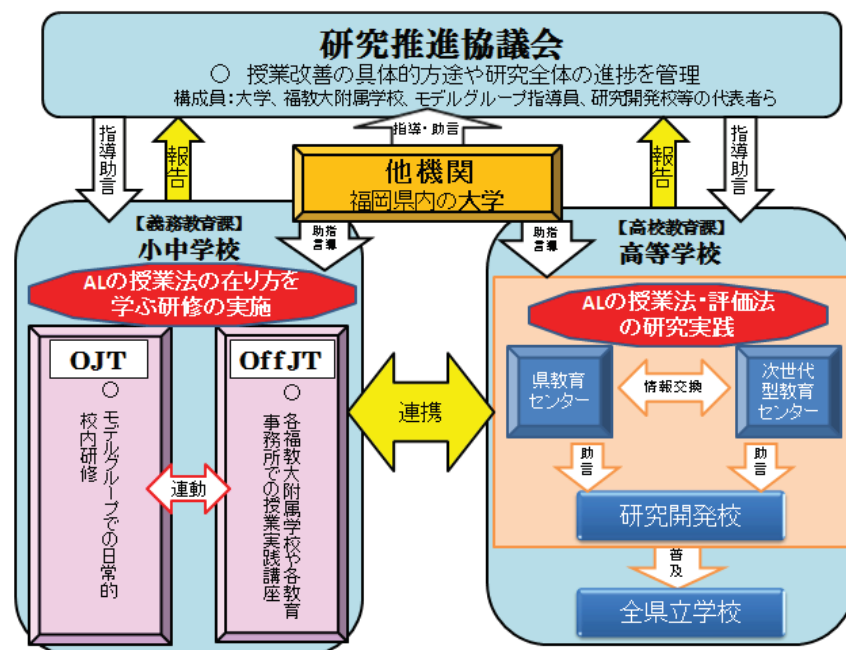 研究推進協議会
○ 授業改善の具体的方途や研究全体の進捗を管理
構成員：大学、福教大附属学校、モデルグループ指導員、研究開発校等の代表者ら
指導助言
報告
指導・助言
報告
指導助言
他機関
福岡県内の大学
【義務教育課】
小中学校
助言
指導
助言
指導
【高校教育課】
高等学校
ALの授業法の在り方を
学ぶ研修の実施
OJT
○ モデルグループでの日常的
校内研修
連動
OffJT
○ 各福教大附属学校や各教育
事務所での授業実践講座
連携
ALの授業法・評価法
の研究実践
県教育
センター
情報交換
次世代
型教育
センター
助言
助言
研究開発校
普及
全県立学校